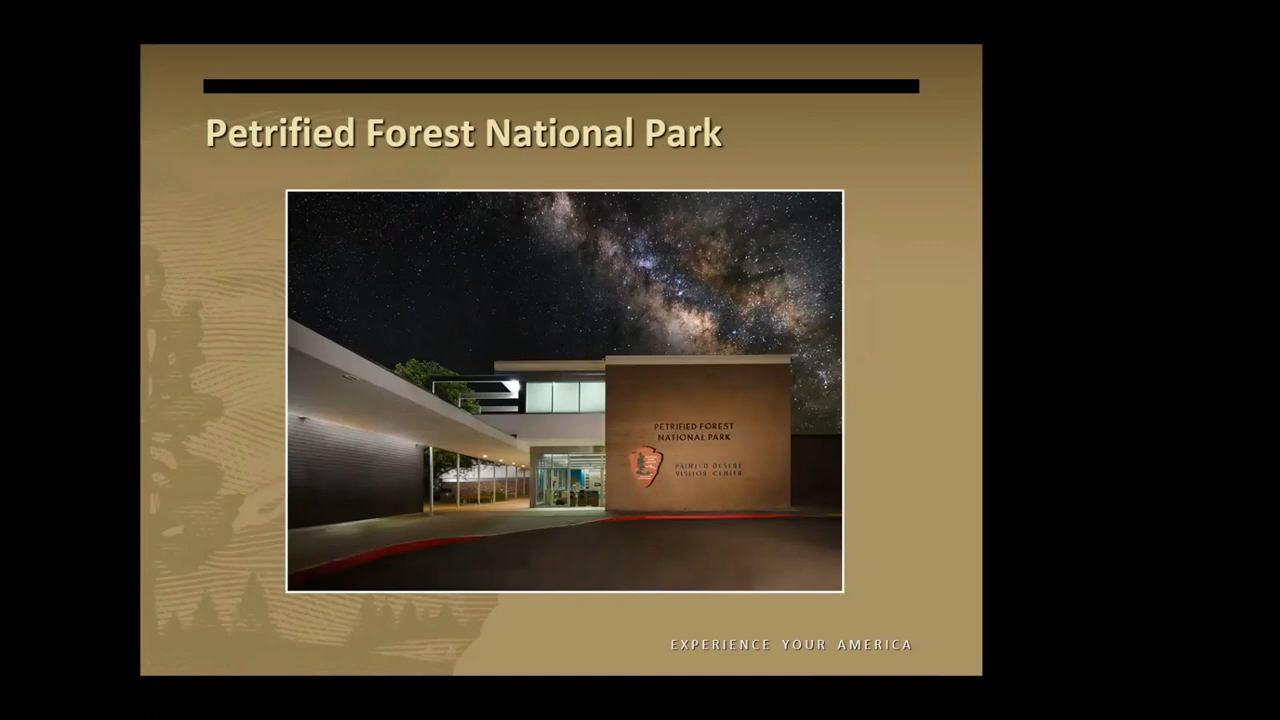 Petrified Forest National Park
PETRIFIED FOREST
NATIONAL PARK
PAINTED DESERT
VISITOR CENTER
EXPERIENCE YOUR AMERICA